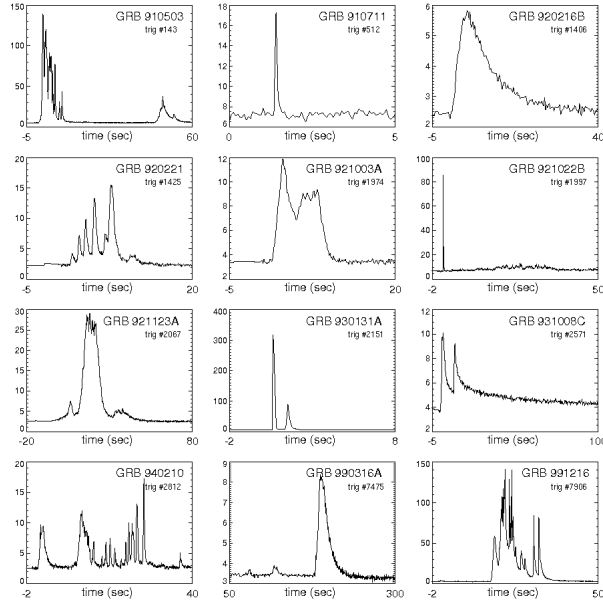 GRB 910503
trig #143
150
100
50
0
-5
time (sec)
60
GRB 910711
trig #512
18
16
14
12
10
8
6
0
time (sec)
5
GRB 920216B
trig #1406
6
5
4
3
2
-5
time (sec)
40
GRB 920221
trig #1425
20
15
10
5
0
-5
time (sec)
20
GRB 921003A
trig #1974
12
10
8
6
4
2
-5
time (sec)
20
GRB 921022B
trig #1997
100
80
60
40
20
0
-5
time (sec)
50
GRB 921123A
trig #2067
30
25
20
15
10
5
0
-20
time (sec)
80
GRB 930131A
trig #2151
400
300
200
100
0
-2
time (sec)
8
GRB 931008C
trig #2571
12
10
8
6
4
2
-5
time (sec)
100
GRB 940210
trig #2812
20
15
10
5
0
-5
time (sec)
40
GRB 990316A
trig #7475
9
8
7
6
5
4
3
50
time (sec)
300
GRB 991216
trig #7906
150
100
50
0
-5
time (sec)
50